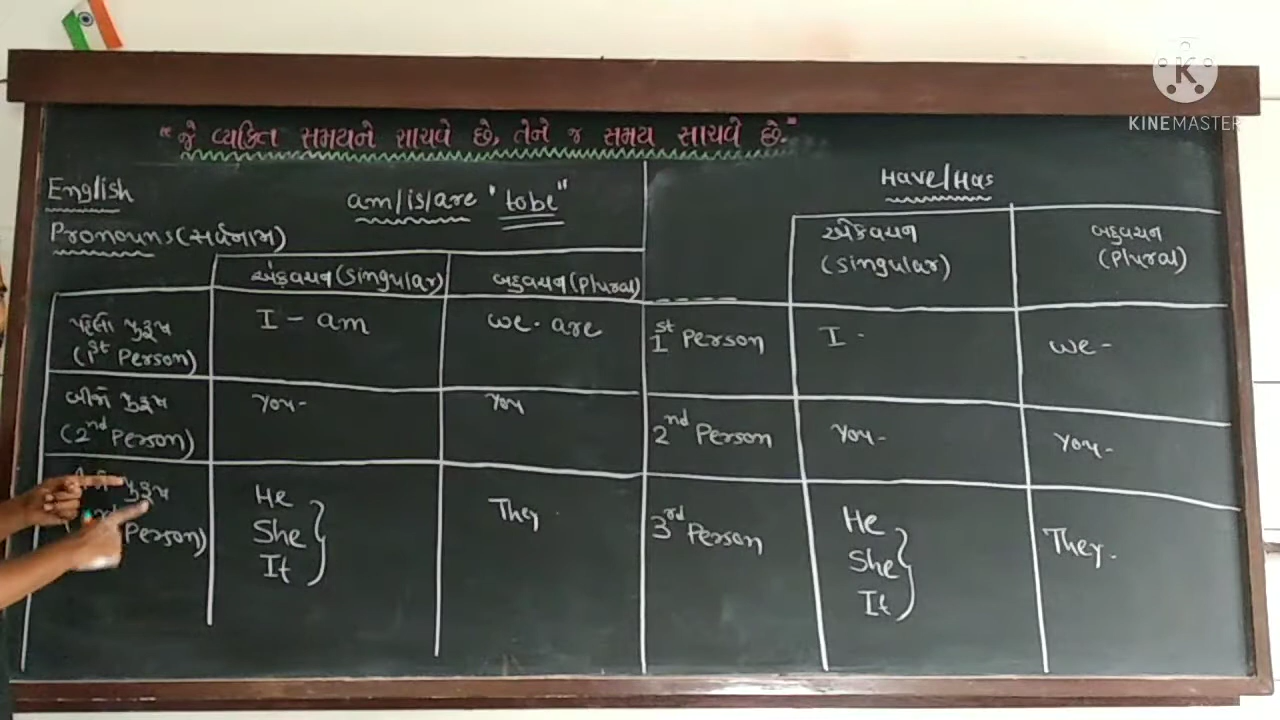 "જે વ્યકિત સમયને સાચવે છે, તેને જ સમય સાચવે છે."
English
am/is/are "tobe"
Pronouns (સર્વનામ)
એકવચન (Singular)
બહુવચન (Plural)
પહેલો પુરુષ
(1st Person)
I - am
we - are
બીજો પુરુષ
(2nd Person)
You -
You
પુરુષ
Person)
He
She
It
They
Have/Has
એકવચન
(Singular)
બહુવચન
(Plural)
1st Person
I -
we -
2nd Person
You -
You -
3rd Person
He
She
It
They.
K
KINEMASTER